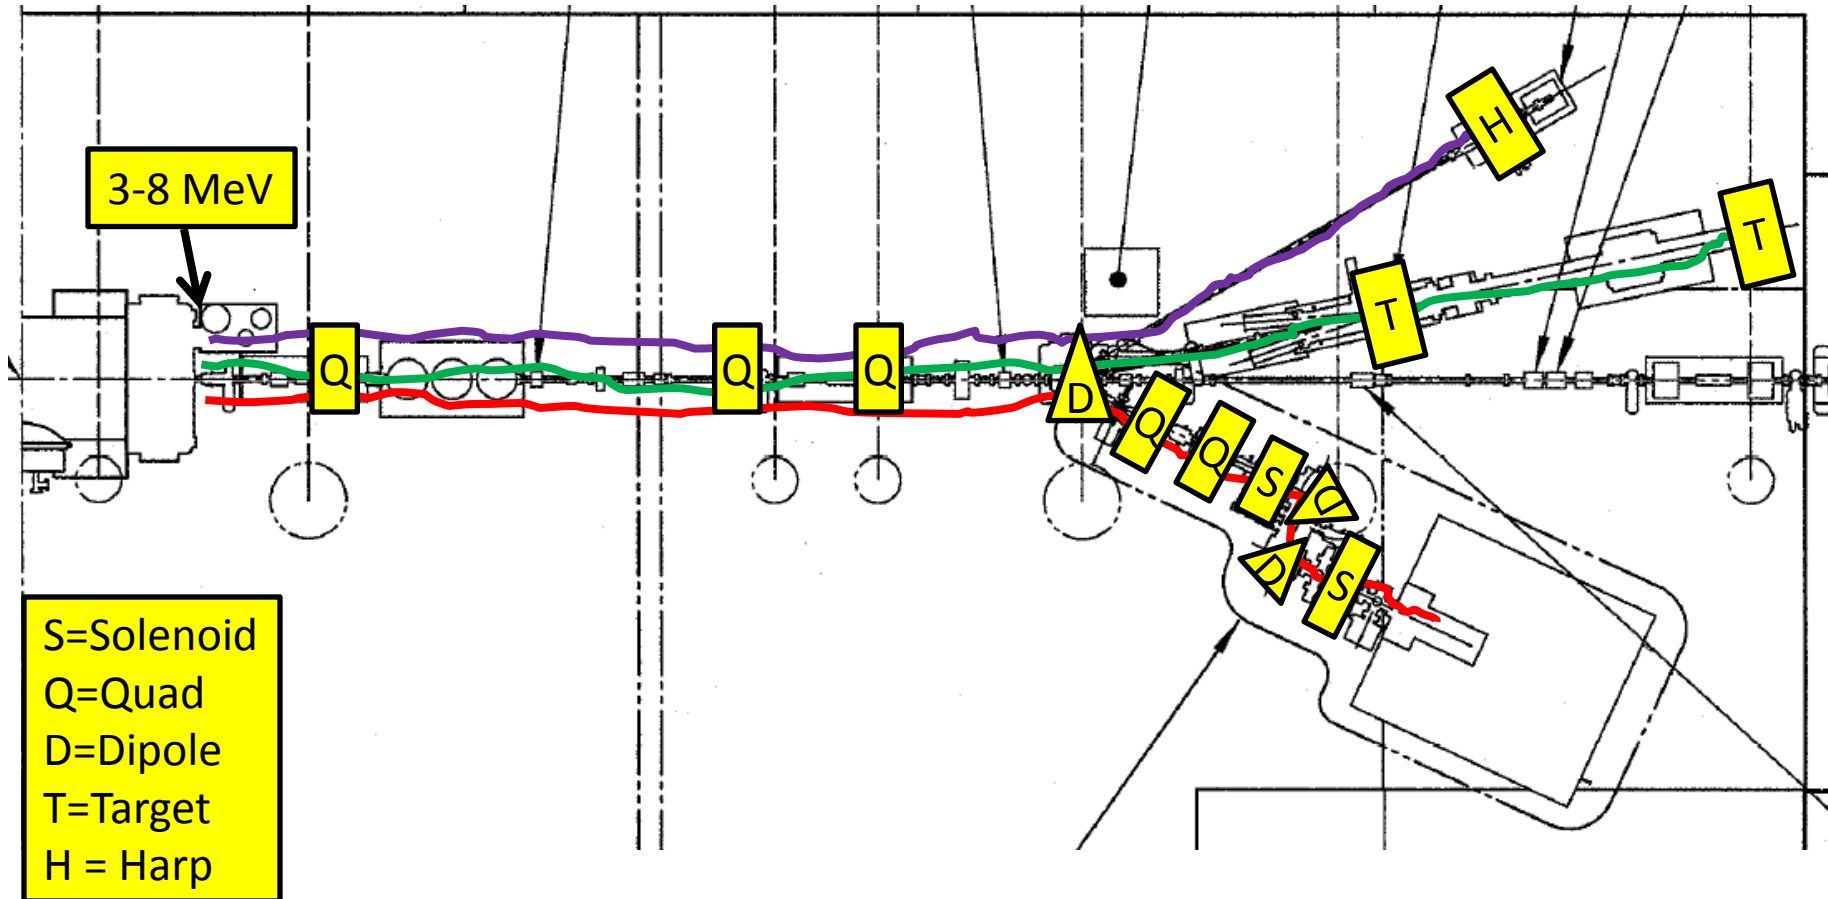 3-8 MeV
H
T
T
Q
Q
Q
D
Q
Q
S
D
D
S
S=Solenoid
Q=Quad
D=Dipole
T=Target
H = Harp